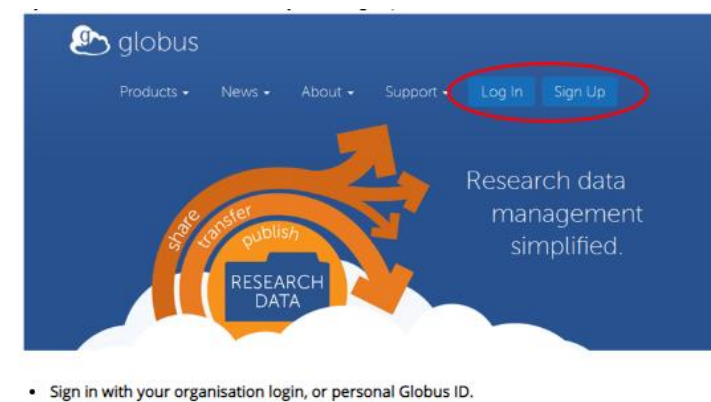 globus
Products News About Support Log In Sign Up
Research data
management
simplified.
share
transfer
publish
RESEARCH
DATA
• Sign in with your organisation login, or personal Globus ID.